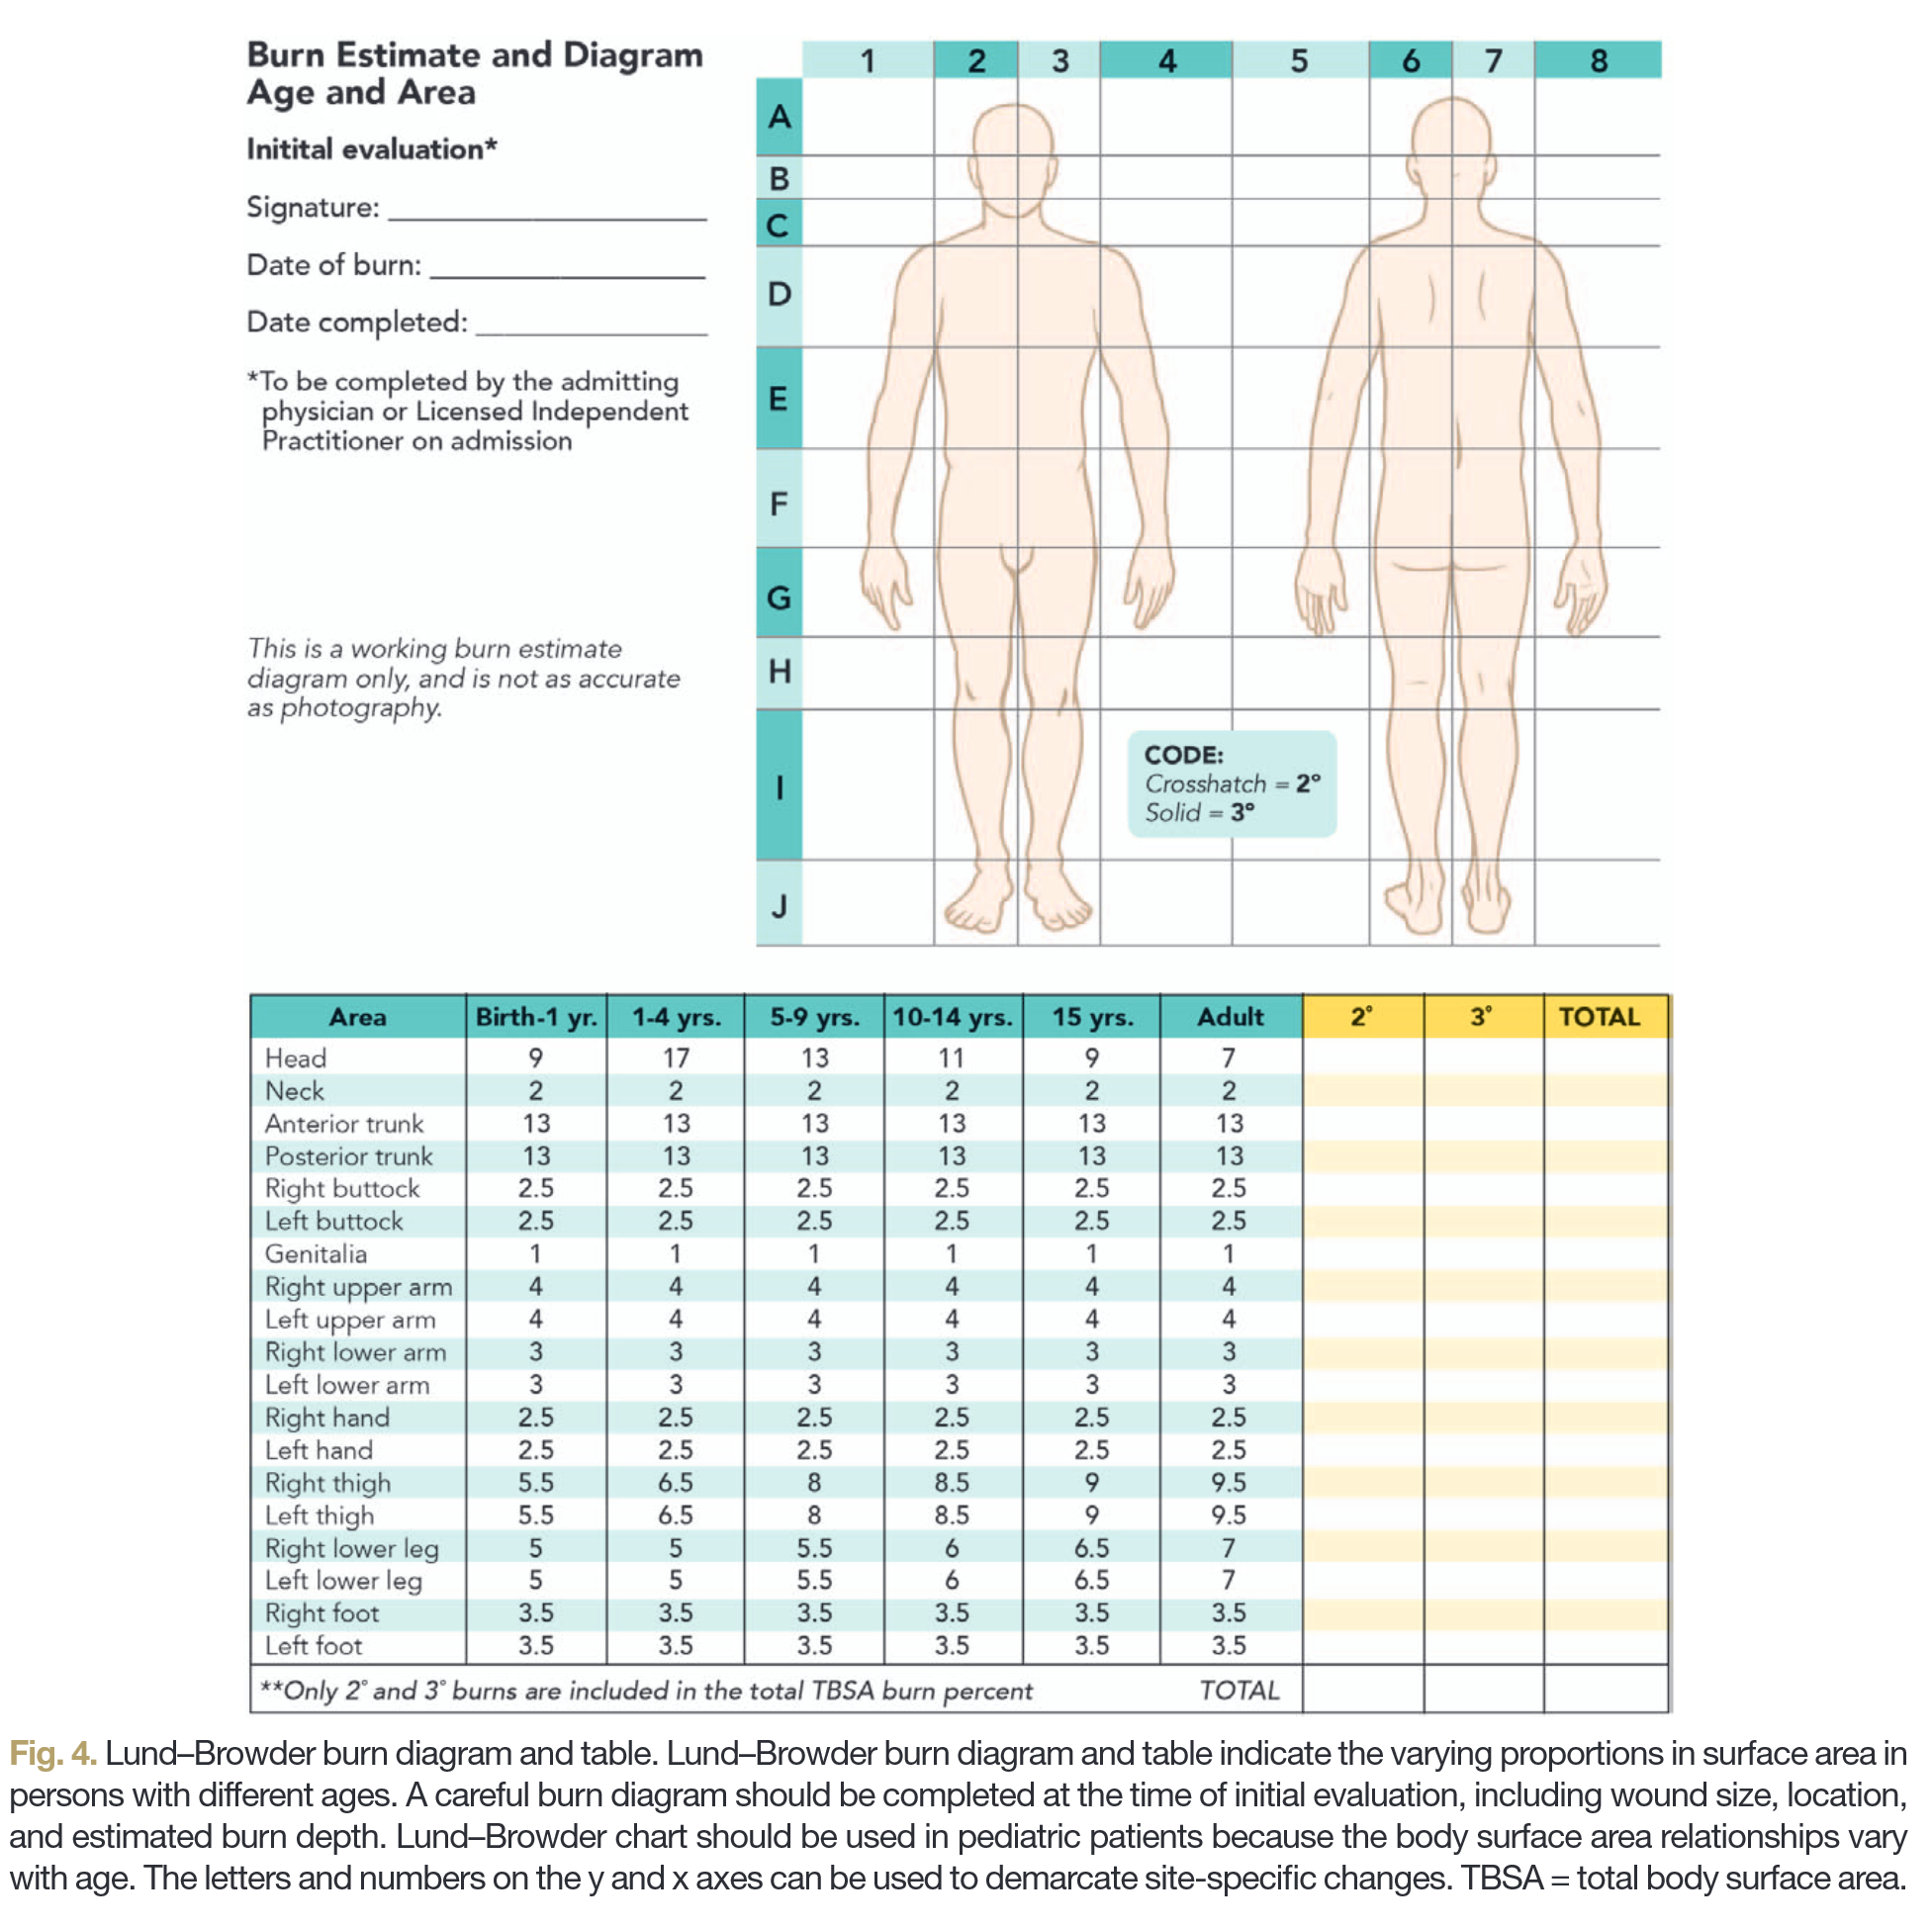 Burn Estimate and Diagram
Age and Area
Initital evaluation*
Signature:
Date of burn:
Date completed:
*To be completed by the admitting
physician or Licensed Independent
Practitioner on admission
This is a working burn estimate
diagram only, and is not as accurate
as photography.
1 2 3 4 5 6 7 8
A
B
C
D
E
F
G
H
I
J
CODE:
Crosshatch = 2°
Solid = 3°
Area Birth-1 yr. 1-4 yrs. 5-9 yrs. 10-14 yrs. 15 yrs. Adult 2° 3° TOTAL
Head 9 17 13 11 9 7
Neck 2 2 2 2 2 2
Anterior trunk 13 13 13 13 13 13
Posterior trunk 13 13 13 13 13 13
Right buttock 2.5 2.5 2.5 2.5 2.5 2.5
Left buttock 2.5 2.5 2.5 2.5 2.5 2.5
Genitalia 1 1 1 1 1 1
Right upper arm 4 4 4 4 4 4
Left upper arm 4 4 4 4 4 4
Right lower arm 3 3 3 3 3 3
Left lower arm 3 3 3 3 3 3
Right hand 2.5 2.5 2.5 2.5 2.5 2.5
Left hand 2.5 2.5 2.5 2.5 2.5 2.5
Right thigh 5.5 6.5 8 8.5 9 9.5
Left thigh 5.5 6.5 8 8.5 9 9.5
Right lower leg 5 5 5.5 6 6.5 7
Left lower leg 5 5 5.5 6 6.5 7
Right foot 3.5 3.5 3.5 3.5 3.5 3.5
Left foot 3.5 3.5 3.5 3.5 3.5 3.5
**Only 2° and 3° burns are included in the total TBSA burn percent TOTAL
Fig. 4. Lund–Browder burn diagram and table. Lund–Browder burn diagram and table indicate the varying proportions in surface area in
persons with different ages. A careful burn diagram should be completed at the time of initial evaluation, including wound size, location,
and estimated burn depth. Lund–Browder chart should be used in pediatric patients because the body surface area relationships vary
with age. The letters and numbers on the y and x axes can be used to demarcate site-specific changes. TBSA = total body surface area.